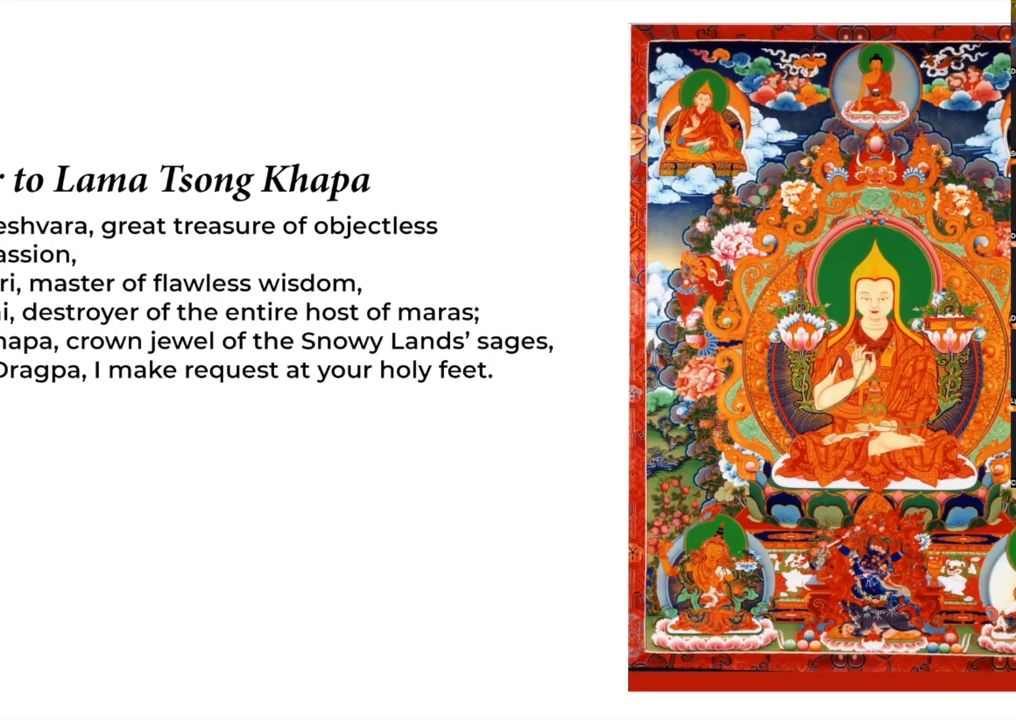 r to Lama Tsong Khapa
eshvara, great treasure of objectless
assion,
ri, master of flawless wisdom,
i, destroyer of the entire host of maras;
hapa, crown jewel of the Snowy Lands’ sages,
Dragpa, I make request at your holy feet.